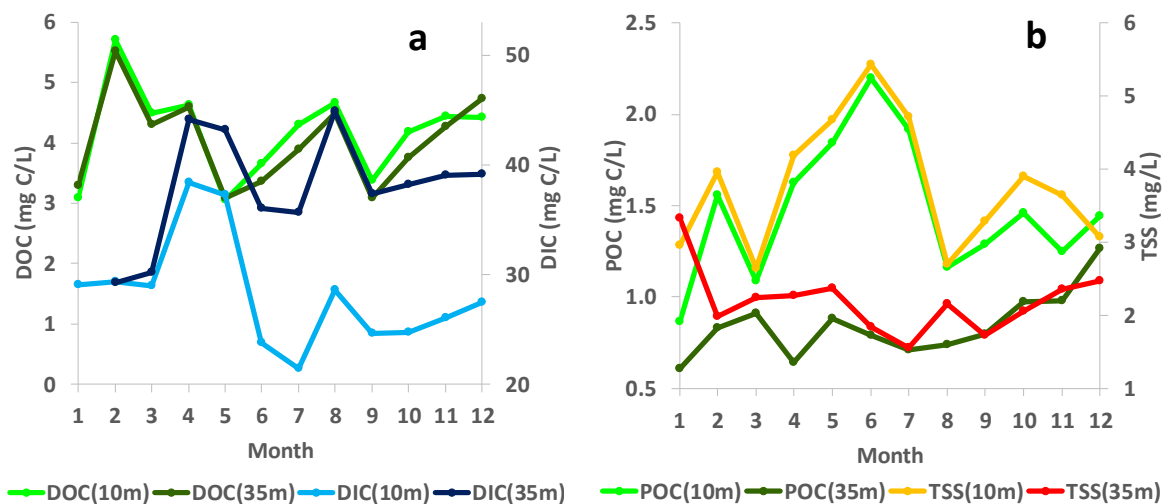 a
6
5
4
3
2
1
0
DOC (mg C/L)
50
40
30
20
DIC (mg C/L)
1 2 3 4 5 6 7 8 9 10 11 12
Month
DOC(10m) DOC(35m) DIC(10m) DIC(35m)
b
2.5
2.0
1.5
1.0
0.5
POC (mg C/L)
6
5
4
3
2
1
TSS (mg/L)
1 2 3 4 5 6 7 8 9 10 11 12
Month
POC(10m) POC(35m) TSS(10m) TSS(35m)